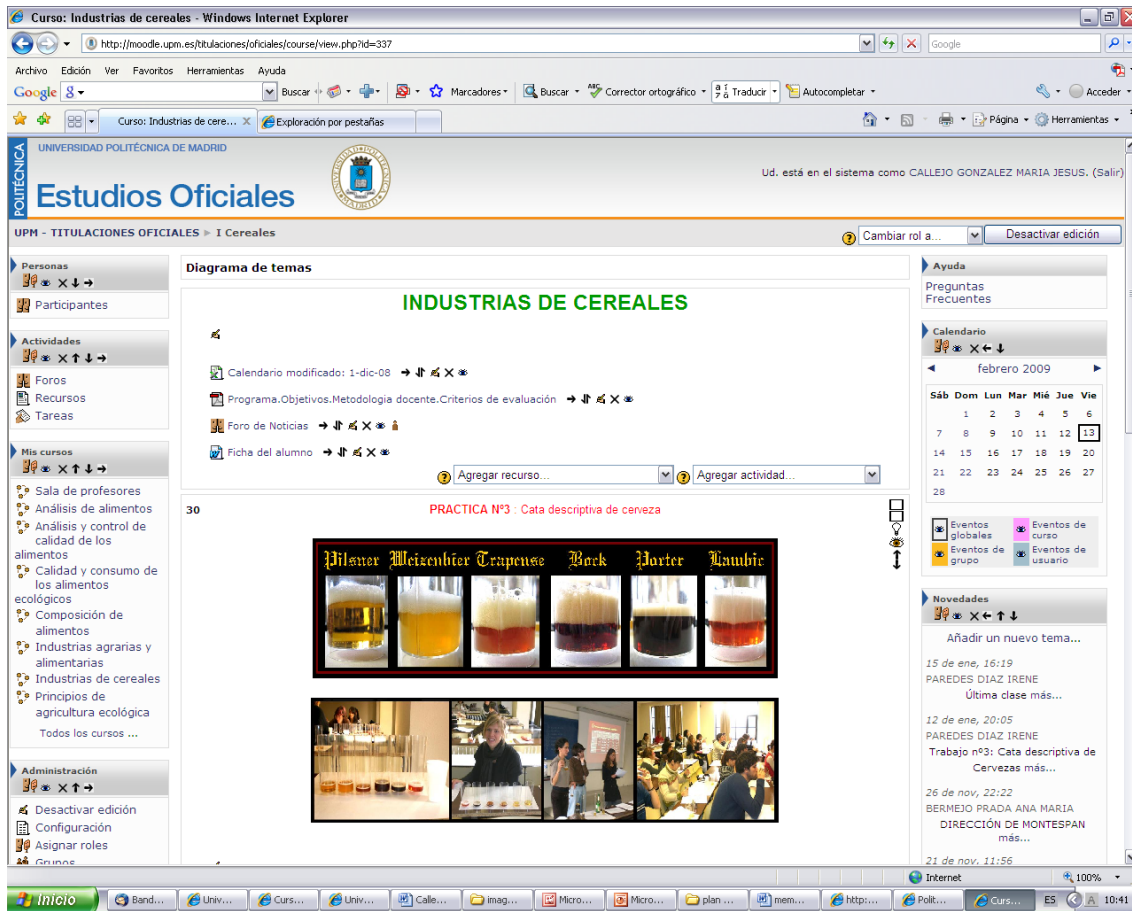 Curso: Industrias de cereales - Windows Internet Explorer
http://moodle.upm.es/titulaciones/oficiales/course/view.php?id=337
Google
Archivo Edición Ver Favoritos Herramientas Ayuda
Google Buscar Marcadores Buscar Corrector ortográfico Traducir Autocompletar Acceder
Curso: Industrias de cere... Exploración por pestañas Página Herramientas
POLITÉCNICA
UNIVERSIDAD POLITÉCNICA DE MADRID
Estudios Oficiales
Ud. está en el sistema como CALLEJO GONZALEZ MARIA JESUS. (Salir)
UPM - TITULACIONES OFICIALES ► I Cereales
Cambiar rol a...
Desactivar edición
Personas
Participantes
Actividades
Foros
Recursos
Tareas
Mis cursos
Sala de profesores
Análisis de alimentos
Análisis y control de
calidad de los
alimentos
Calidad y consumo de
los alimentos
ecológicos
Composición de
alimentos
Industrias agrarias y
alimentarias
Industrias de cereales
Principios de
agricultura ecológica
Todos los cursos ...
Administración
Desactivar edición
Configuración
Asignar roles
Grupos
Diagrama de temas
INDUSTRIAS DE CEREALES
Calendario modificado: 1-dic-08
Programa.Objetivos.Metodologia docente.Criterios de evaluación
Foro de Noticias
Ficha del alumno
Agregar recurso...
Agregar actividad...
30
PRACTICA Nº3 : Cata descriptiva de cerveza
Pilsner Weizenbier Trapense Bock Porter Lambic
Ayuda
Preguntas
Frecuentes
Calendario
febrero 2009
Sáb Dom Lun Mar Mié Jue Vie
1 2 3 4 5 6
7 8 9 10 11 12 13
14 15 16 17 18 19 20
21 22 23 24 25 26 27
28
Eventos globales
Eventos de curso
Eventos de grupo
Eventos de usuario
Novedades
Añadir un nuevo tema...
15 de ene, 16:19
PAREDES DIAZ IRENE
Última clase más...
12 de ene, 20:05
PAREDES DIAZ IRENE
Trabajo nº3: Cata descriptiva de
Cervezas más...
26 de nov, 22:22
BERMEJO PRADA ANA MARIA
DIRECCIÓN DE MONTESPAN
más...
21 de nov, 11:56
Internet
100%
Inicio Band... Univ... Curs... Univ... Calle... imag... Micro... Micro... plan ... mem... http:... Polit... Curs... ES A 10:41